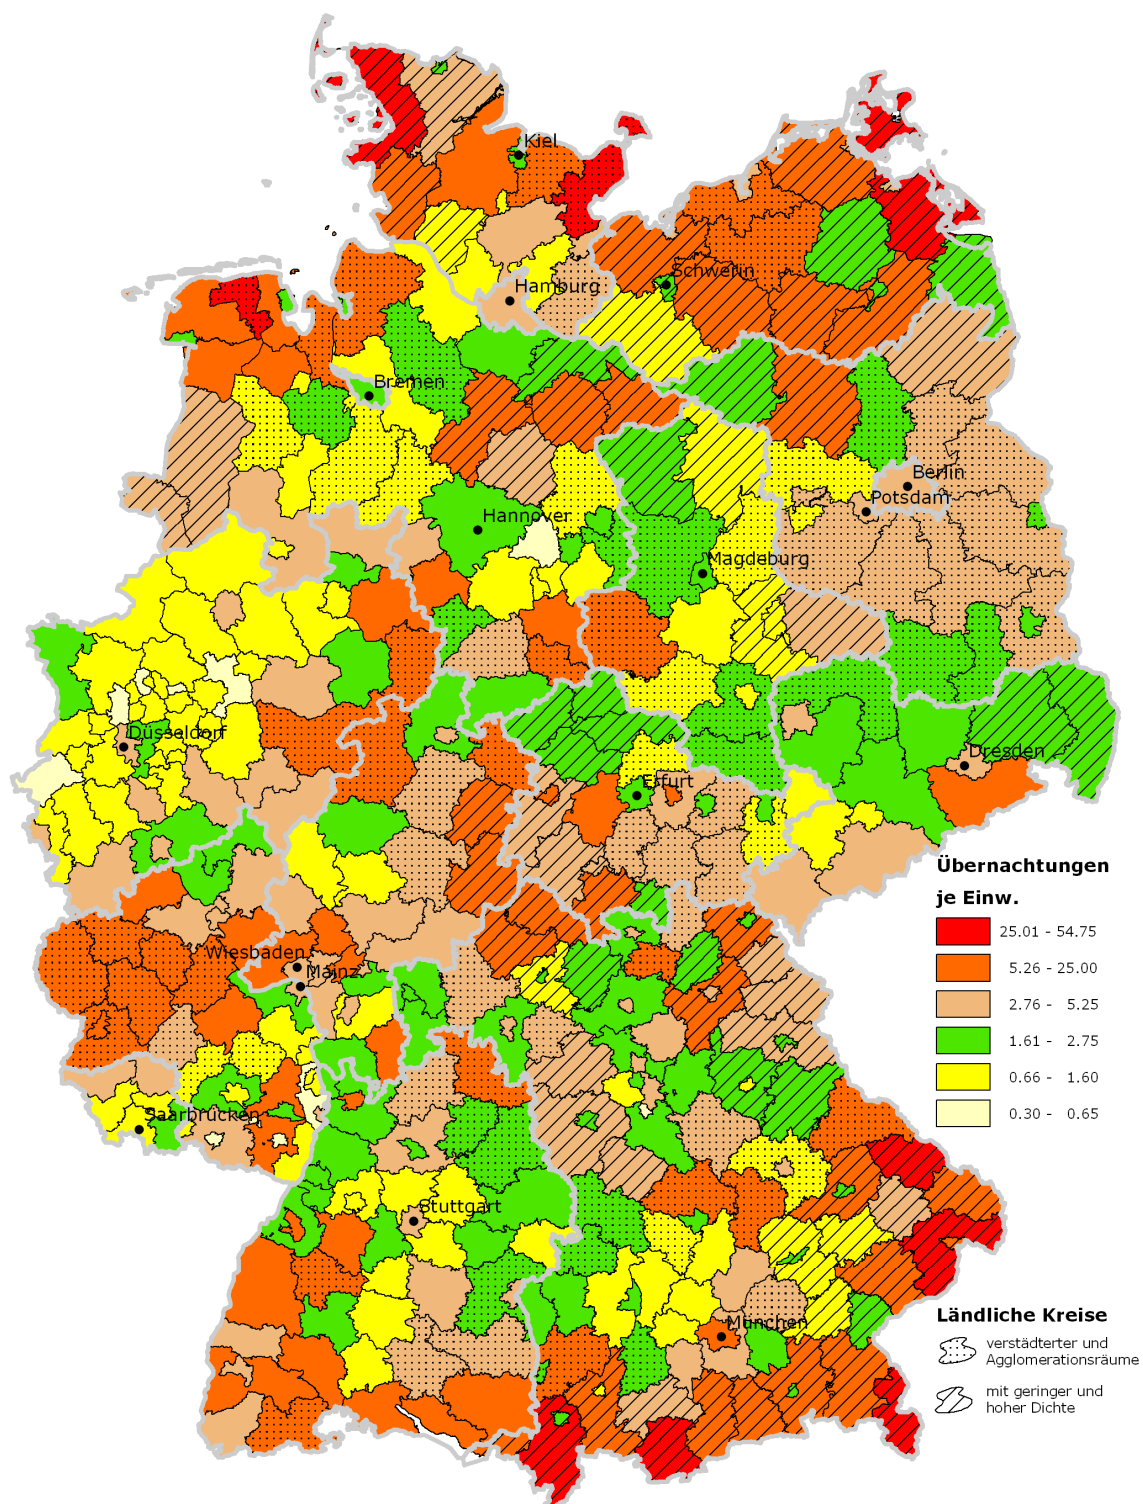 Kiel
Schwerin
Hamburg
Bremen
Berlin
Potsdam
Hannover
Magdeburg
Düsseldorf
Dresden
Erfurt
Wiesbaden
Mainz
Saarbrücken
Stuttgart
München
Übernachtungen
je Einw.
25.01 - 54.75
5.26 - 25.00
2.76 - 5.25
1.61 - 2.75
0.66 - 1.60
0.30 - 0.65
Ländliche Kreise
verstädterter und
Agglomerationsräume
mit geringer und
hoher Dichte